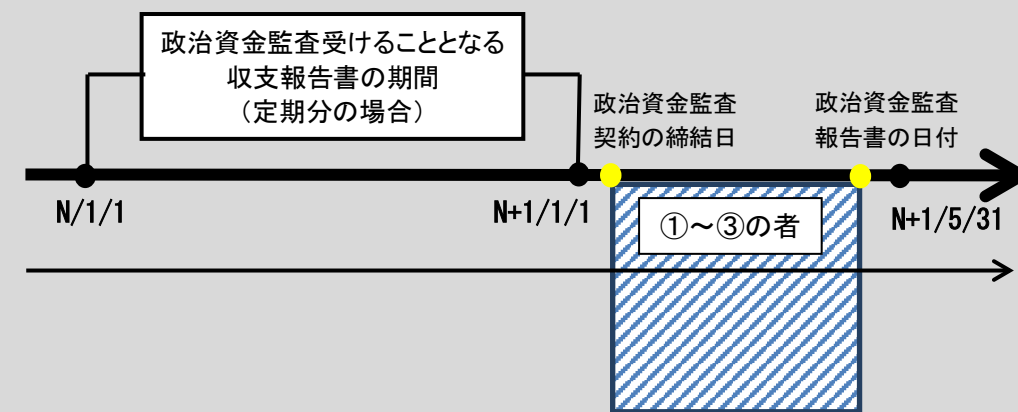 政治資金監査受けることとなる
収支報告書の期間
（定期分の場合）
政治資金監査
契約の締結日
政治資金監査
報告書の日付
N/1/1
N+1/1/1
①～③の者
N+1/5/31